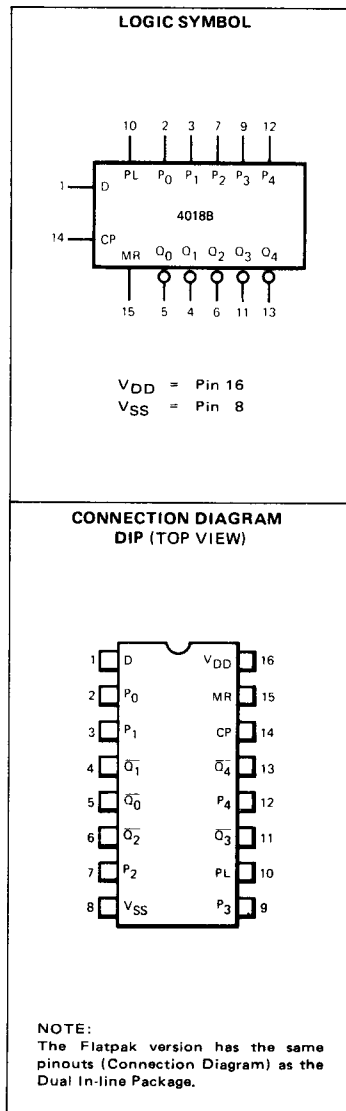 LOGIC SYMBOL
10 2 3 7 9 12
PL P0 P1 P2 P3 P4
1 D
4018B
14 CP
MR Q0 Q1 Q2 Q3 Q4
15 5 4 6 11 13
VDD = Pin 16
VSS = Pin 8
CONNECTION DIAGRAM
DIP (TOP VIEW)
1 D VDD 16
2 P0 MR 15
3 P1 CP 14
4 Q̅1 Q̅4 13
5 Q̅0 P4 12
6 Q̅2 Q̅3 11
7 P2 PL 10
8 VSS P3 9
NOTE:
The Flatpak version has the same
pinouts (Connection Diagram) as the
Dual In-line Package.